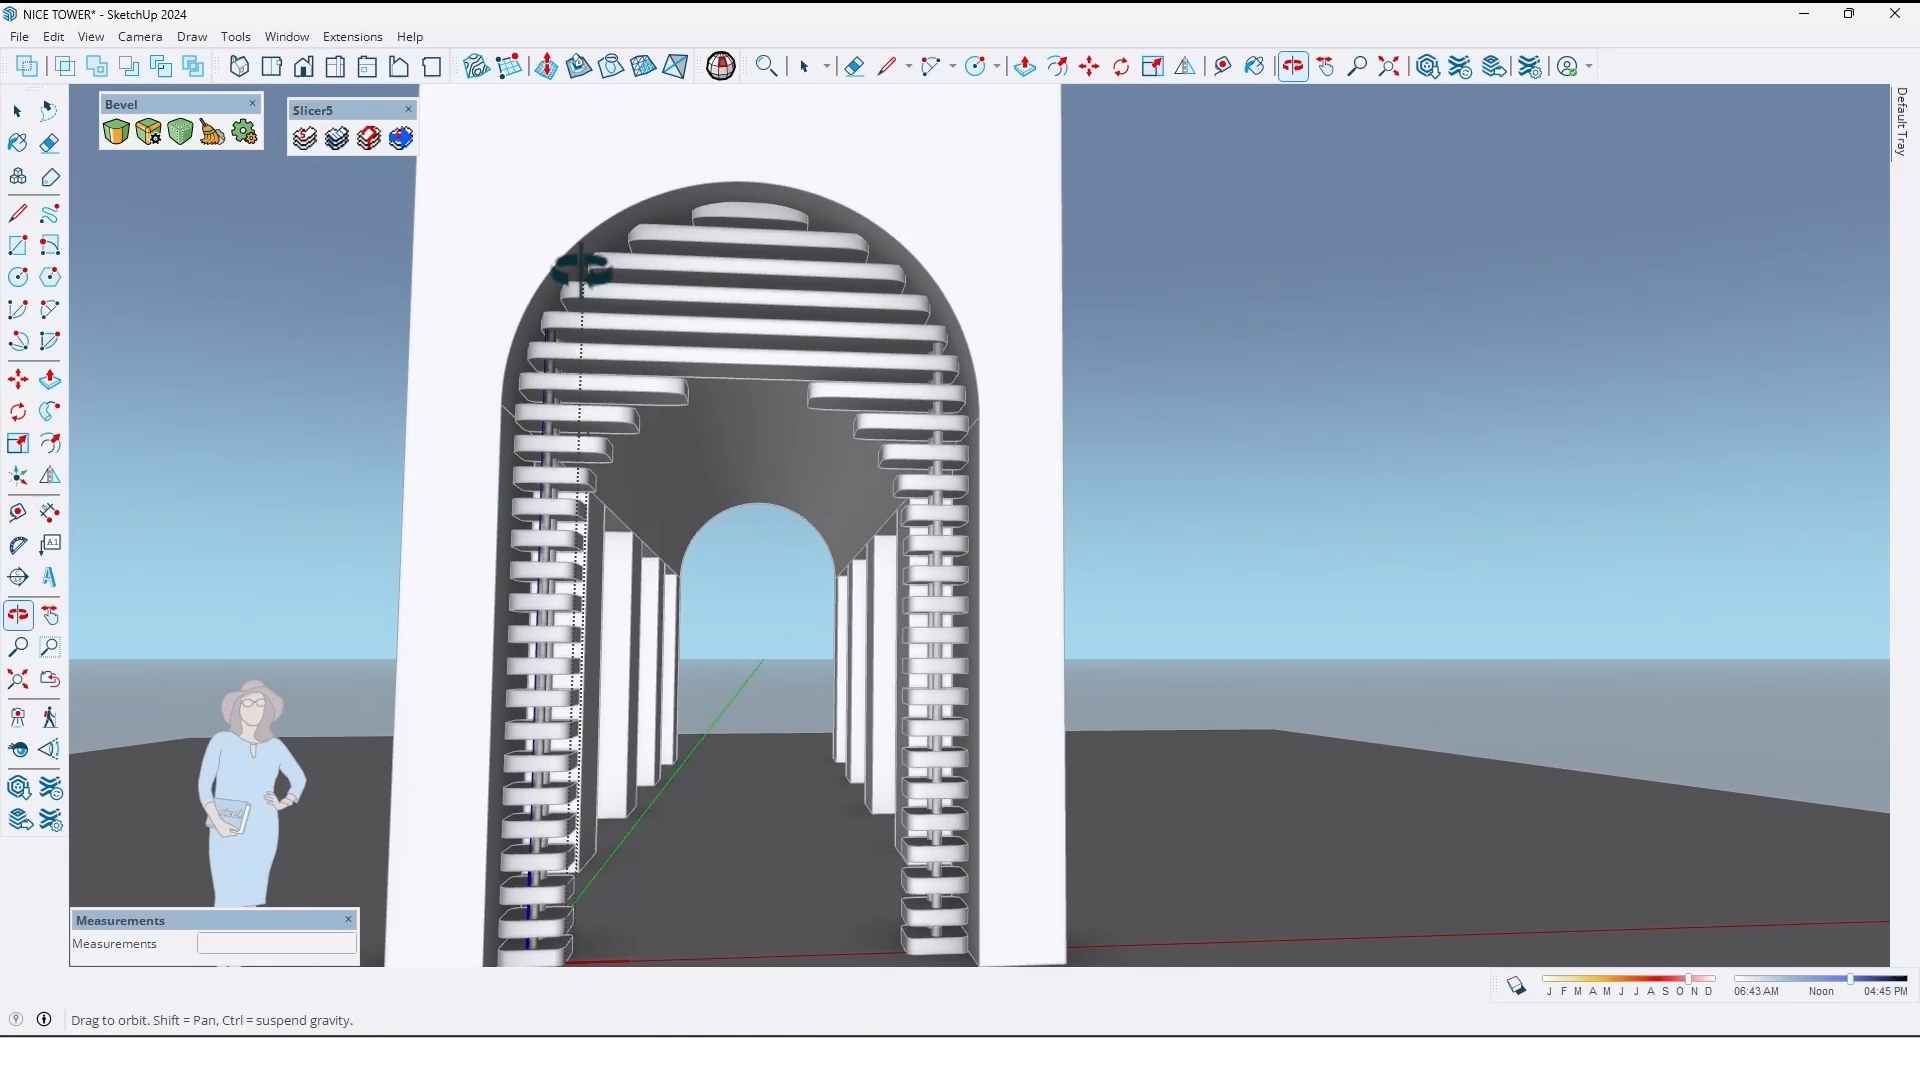 NICE TOWER* - SketchUp 2024
File Edit View Camera Draw Tools Window Extensions Help
Bevel
Slicer5
Default Tray
A1
Measurements
Measurements
J F M A M J J A S O N D
06:43 AM Noon 04:45 PM
Drag to orbit. Shift = Pan, Ctrl = suspend gravity.